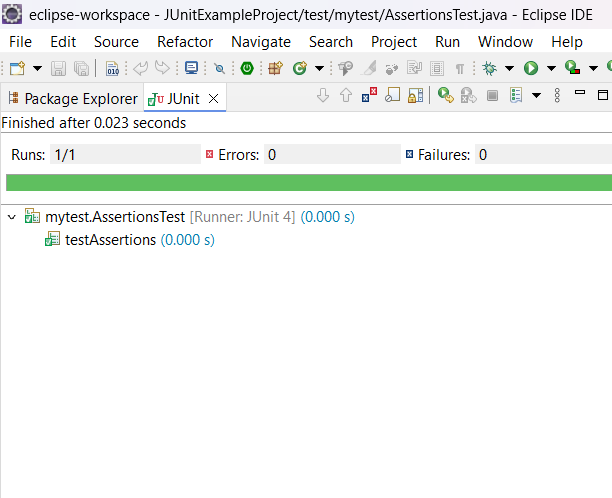 eclipse-workspace - JUnitExampleProject/test/mytest/AssertionsTest.java - Eclipse IDE
File Edit Source Refactor Navigate Search Project Run Window Help
010
Package Explorer JUnit
Finished after 0.023 seconds
Runs: 1/1 Errors: 0 Failures: 0
mytest.AssertionsTest [Runner: JUnit 4] (0.000 s)
testAssertions (0.000 s)